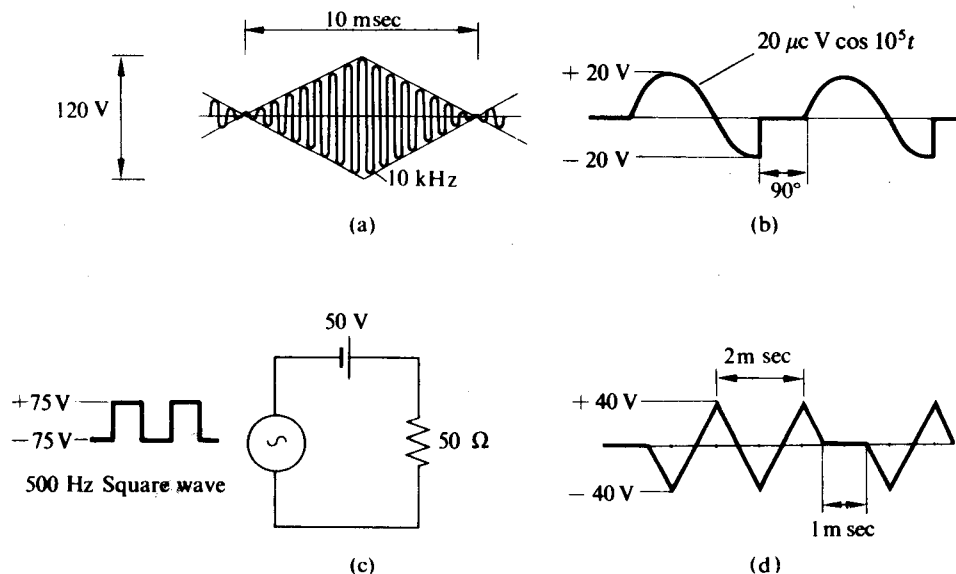 10 msec
120 V
10 kHz
(a)
20 μc V cos 10⁵t
+ 20 V
− 20 V
90°
(b)
50 V
+75 V
−75 V
50 Ω
500 Hz Square wave
(c)
2 m sec
+ 40 V
− 40 V
1 m sec
(d)